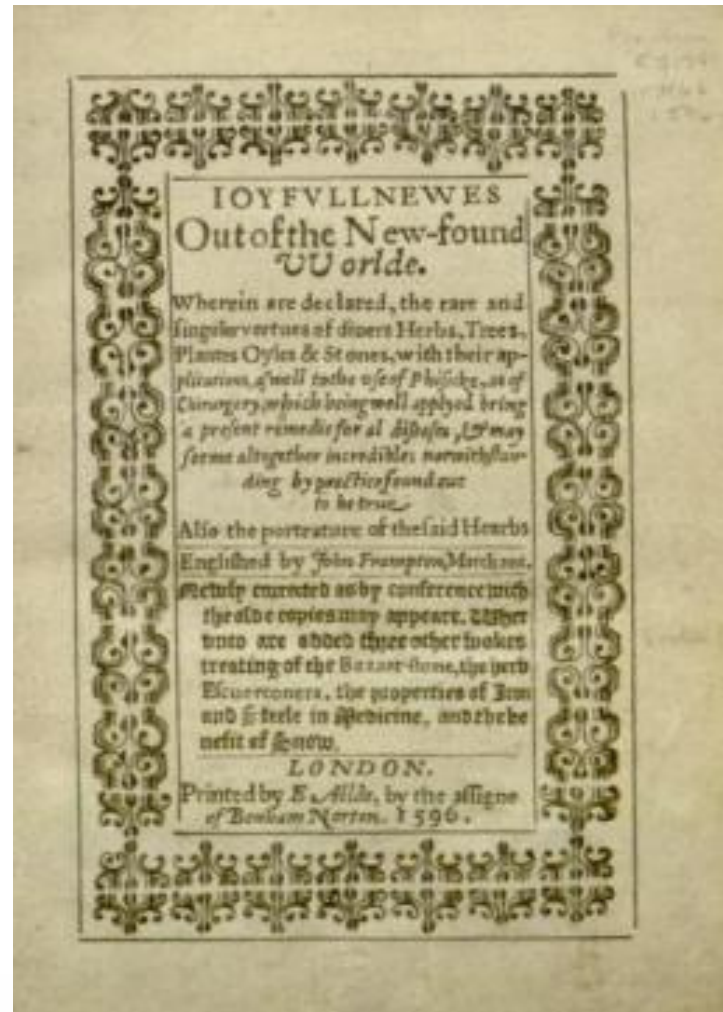 IOYFVLLNEWES
Out of the New-found
VVorlde.
Wherein are declared, the rare and
singuler vertues of divers Herbs, Trees,
Plantes Oyles & Stones, with their ap-
plications, aswell to the use of Phisicke, as of
Chirurgery, which being well applyed bring
a present remedie for al diseases, & may
seeme altogether incredible: notwithstan-
ding by practice found out
to be true.
Also the portrature of the said Hearbs
Englished by John Frampton, Marchant.
Newly corrected as by conference with
the olde copies may appeare. Wher
vnto are added three other bookes
treating of the Bezaar stone, the herb
Escuerconera, the properties of Iron
and Steele in Medicine, and the be
nefit of Snow.
LONDON.
Printed by E. Allde, by the assigne
of Bonham Norton. 1596.